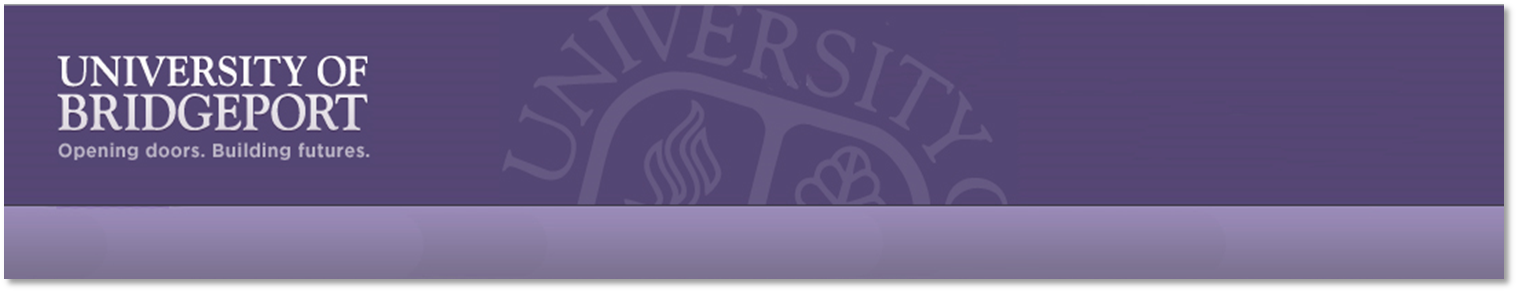 UNIVERSITY OF
BRIDGEPORT
Opening doors. Building futures.
UNIVERSITY O